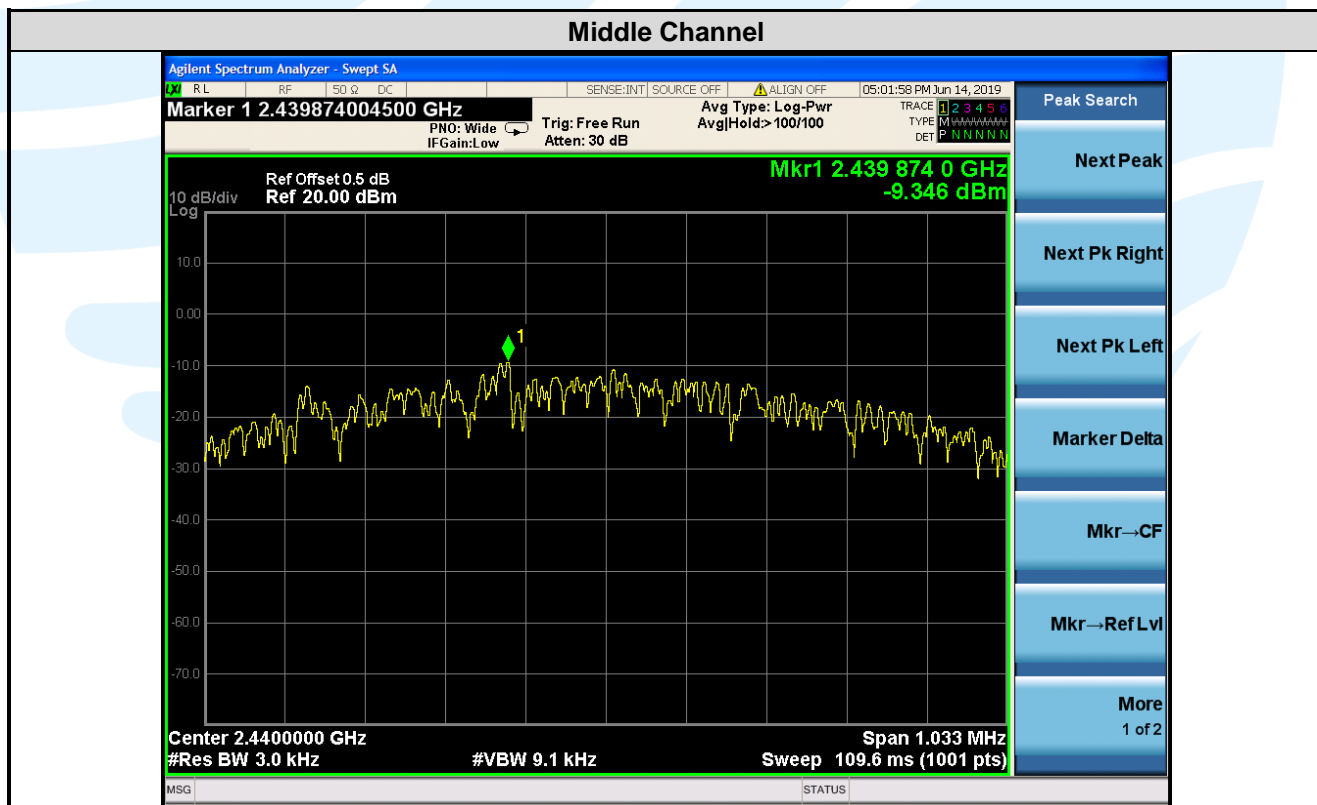 Middle Channel
Agilent Spectrum Analyzer - Swept SA
LXI RL RF 50 Ω DC SENSE:INT SOURCE OFF ALIGN OFF 05:01:58 PM Jun 14, 2019
Marker 1 2.439874004500 GHz
PNO: Wide
IFGain:Low
Trig: Free Run
Atten: 30 dB
Avg Type: Log-Pwr
Avg|Hold:>100/100
TRACE 1 2 3 4 5 6
TYPE M
DET P N N N N N
Mkr1 2.439 874 0 GHz
-9.346 dBm
Ref Offset 0.5 dB
10 dB/div Ref 20.00 dBm
Log
10.0
0.00
-10.0
-20.0
-30.0
-40.0
-50.0
-60.0
-70.0
1
Center 2.4400000 GHz Span 1.033 MHz
#Res BW 3.0 kHz #VBW 9.1 kHz Sweep 109.6 ms (1001 pts)
MSG STATUS
Peak Search
Next Peak
Next Pk Right
Next Pk Left
Marker Delta
Mkr→CF
Mkr→Ref Lvl
More
1 of 2